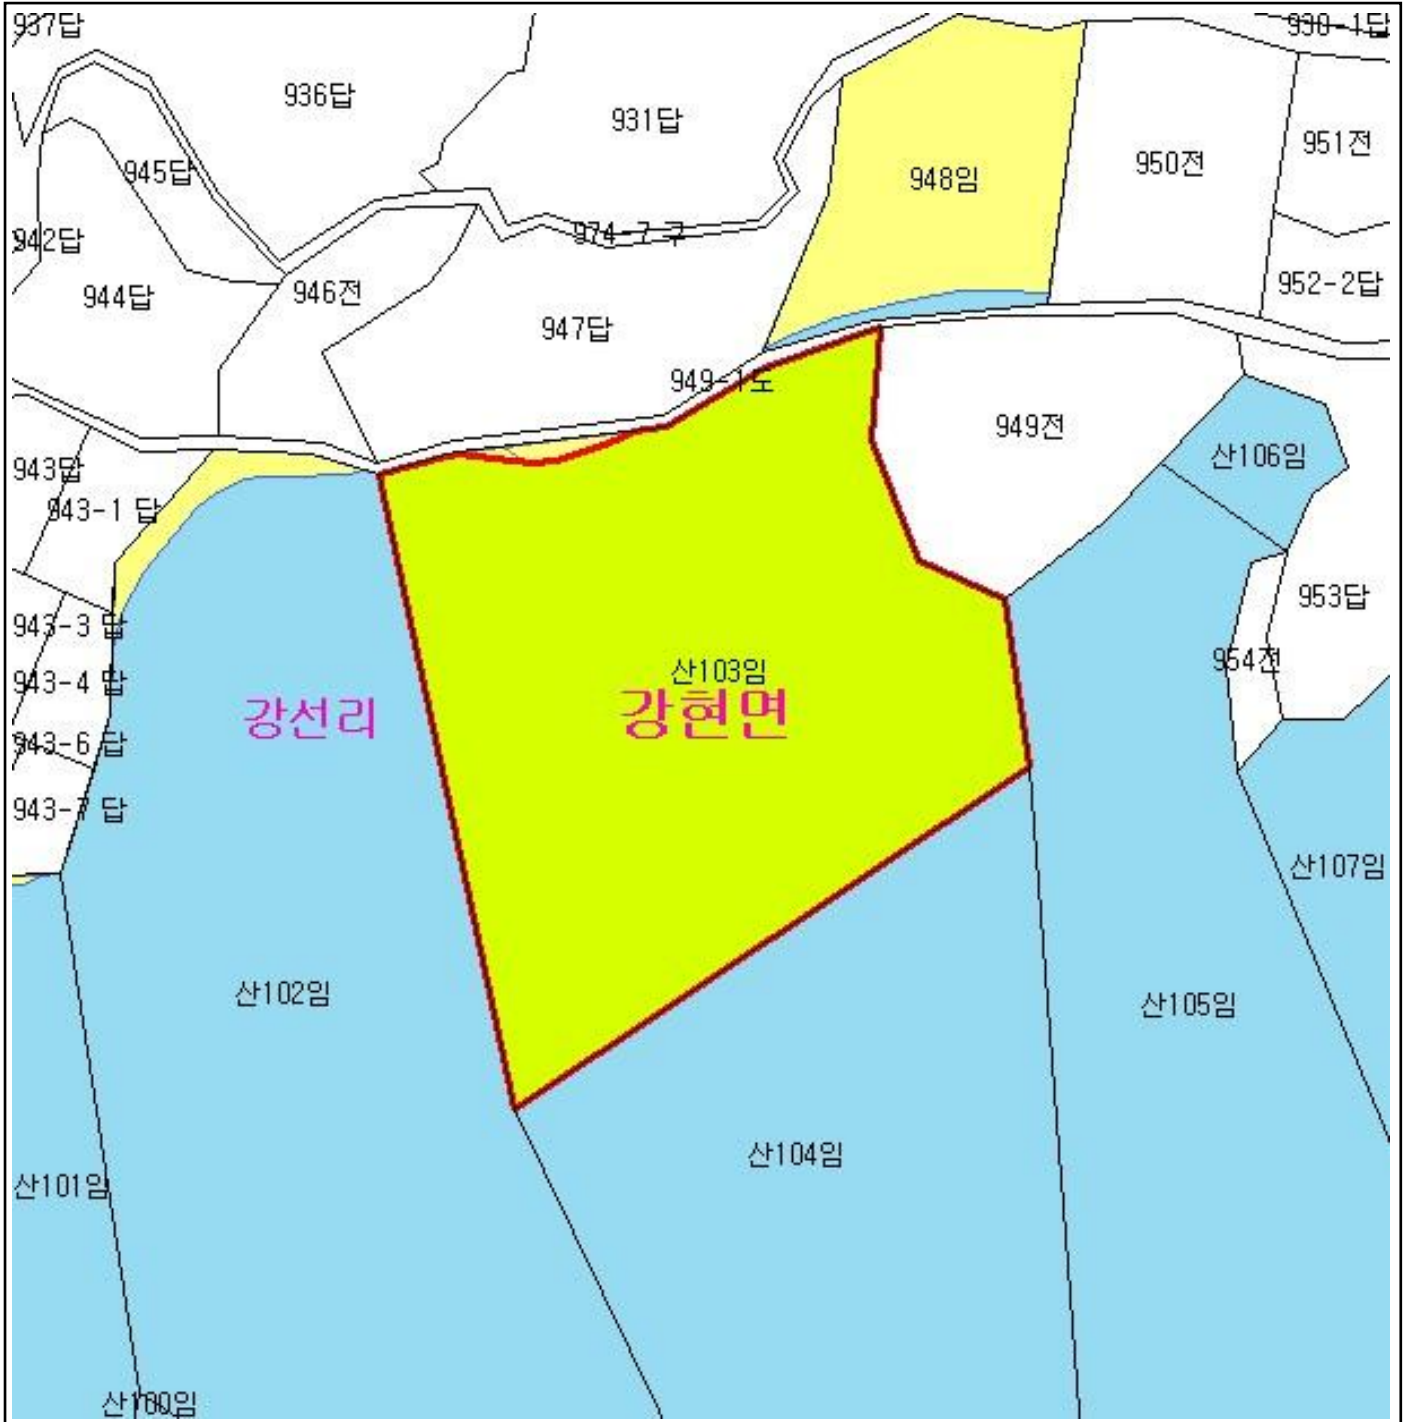 937답
930-1답
936답
931답
951전
950전
945답
948임
974-7 구
942답
952-2답
946전
944답
947답
949-1도
949전
산106임
943답
943-1 답
953답
943-3 답
954전
산103임
943-4 답
강선리
강현면
943-6 답
943-7 답
산107임
산102임
산105임
산104임
산101임
산100임